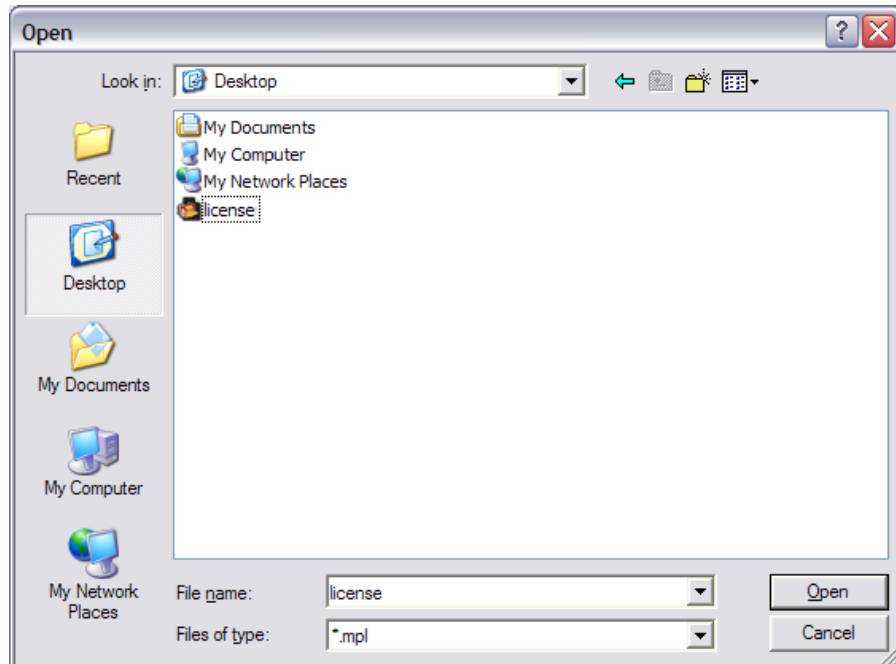 Open
Look in:
Desktop
My Documents
My Computer
My Network Places
license
Recent
Desktop
My Documents
My Computer
My Network
Places
File name:
license
Open
Files of type:
*.mpl
Cancel